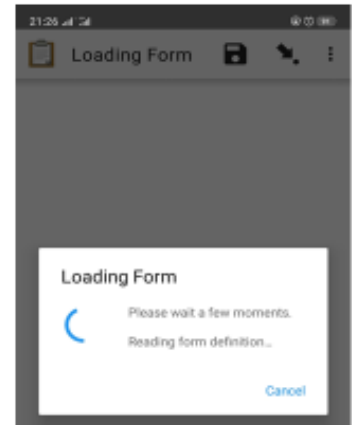 21:26
Loading Form
Loading Form
Please wait a few moments.
Reading form definition...
Cancel